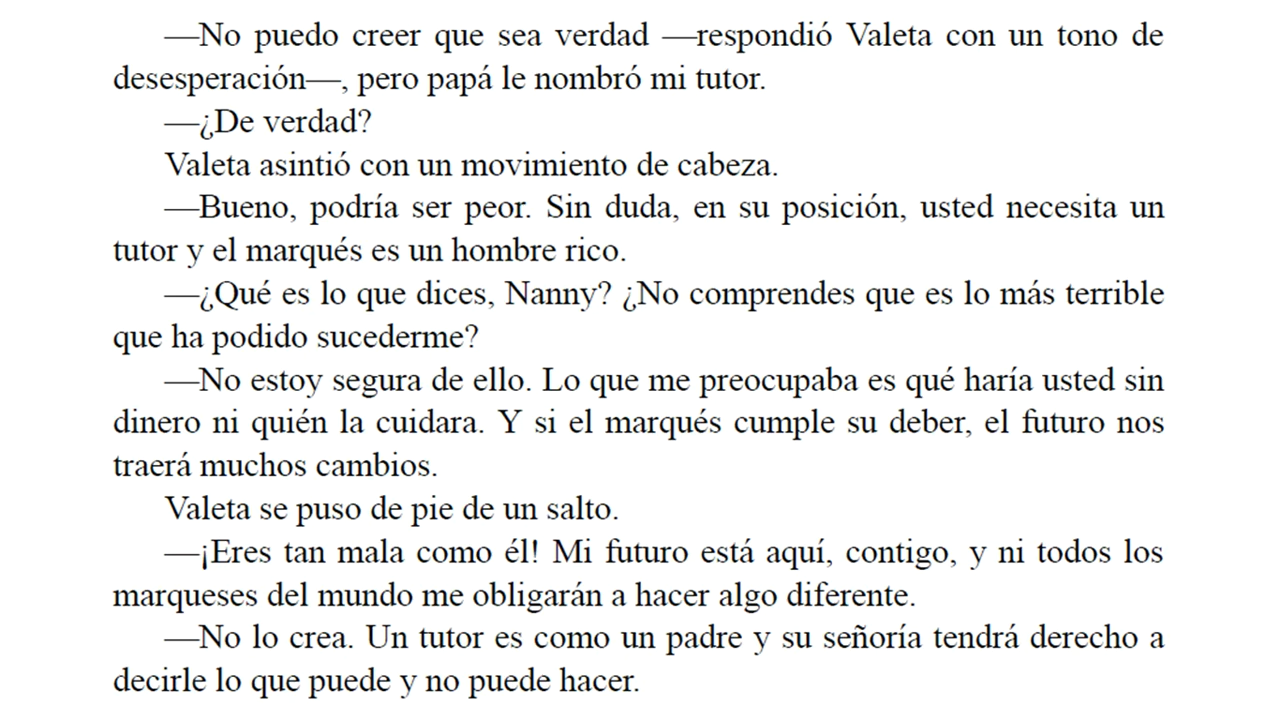 —No puedo creer que sea verdad —respondió Valeta con un tono de
desesperación—, pero papá le nombró mi tutor.
—¿De verdad?
Valeta asintió con un movimiento de cabeza.
—Bueno, podría ser peor. Sin duda, en su posición, usted necesita un
tutor y el marqués es un hombre rico.
—¿Qué es lo que dices, Nanny? ¿No comprendes que es lo más terrible
que ha podido sucederme?
—No estoy segura de ello. Lo que me preocupaba es qué haría usted sin
dinero ni quién la cuidara. Y si el marqués cumple su deber, el futuro nos
traerá muchos cambios.
Valeta se puso de pie de un salto.
—¡Eres tan mala como él! Mi futuro está aquí, contigo, y ni todos los
marqueses del mundo me obligarán a hacer algo diferente.
—No lo crea. Un tutor es como un padre y su señoría tendrá derecho a
decirle lo que puede y no puede hacer.